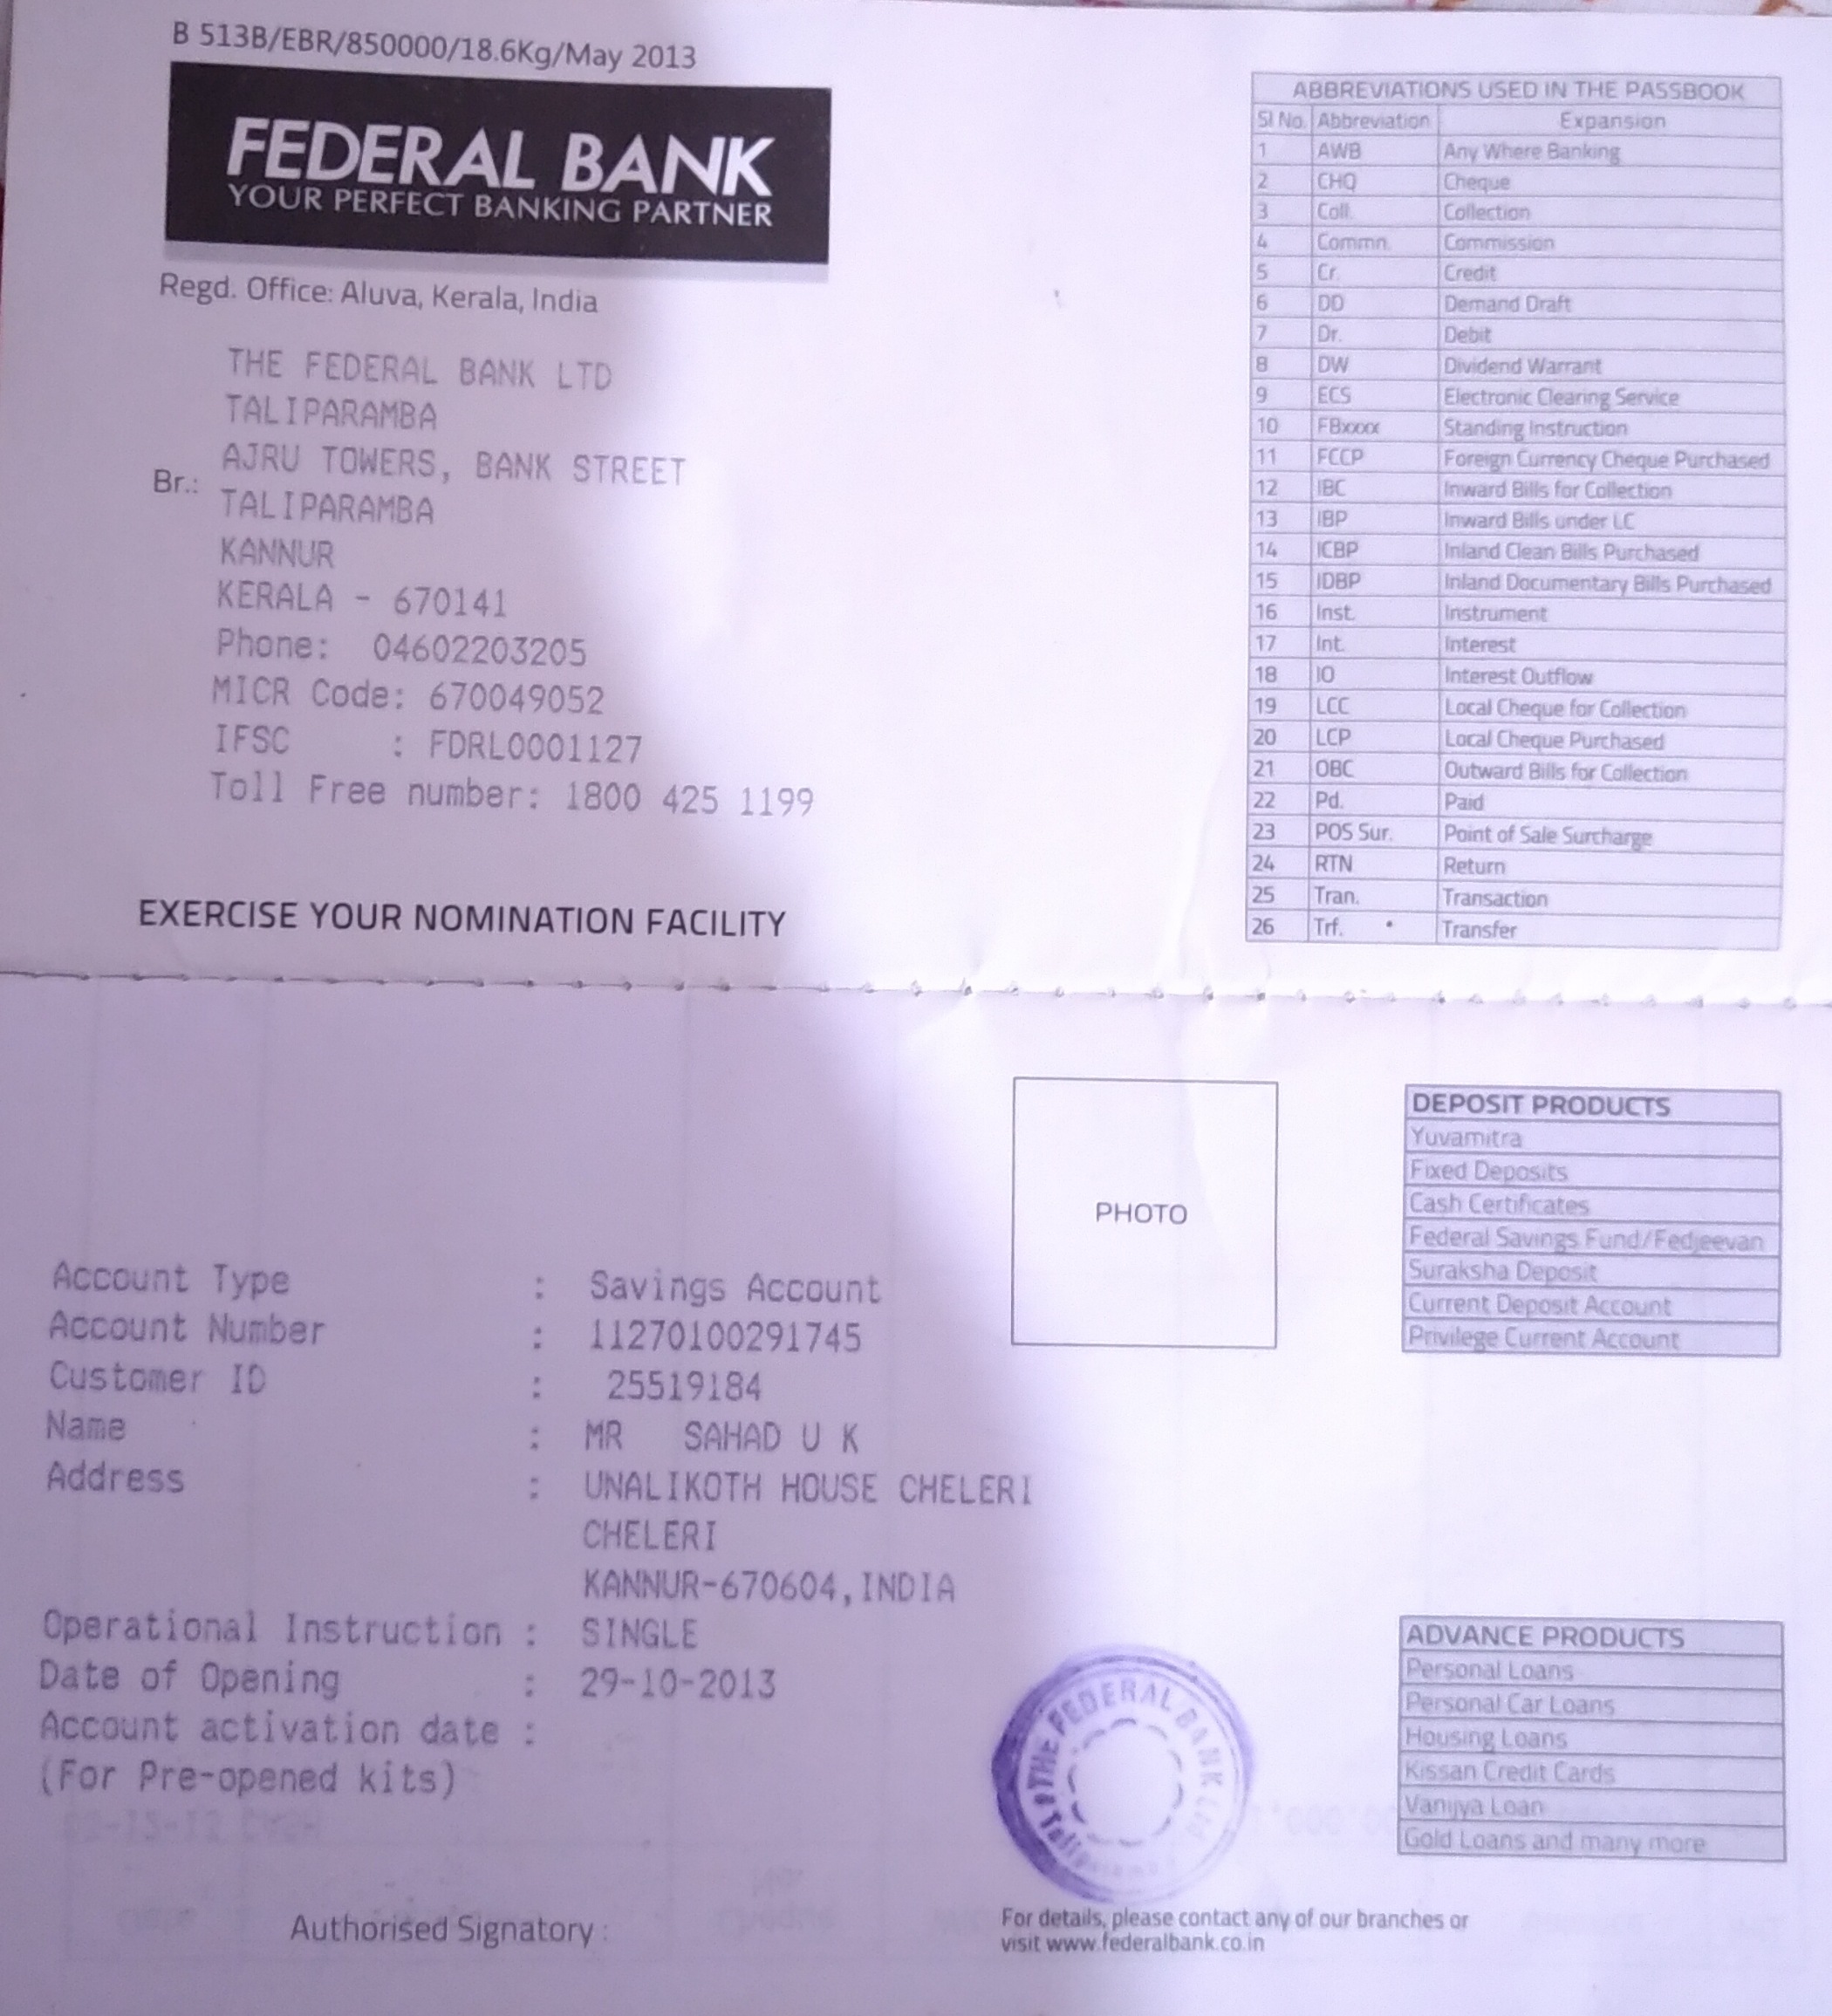 B 513B/EBR/850000/18.6Kg/May 2013
FEDERAL BANK
YOUR PERFECT BANKING PARTNER
Regd. Office: Aluva, Kerala, India
THE FEDERAL BANK LTD
TALIPARAMBA
AJRU TOWERS, BANK STREET
Br.:
TALIPARAMBA
KANNUR
KERALA - 670141
Phone: 04602203205
MICR Code: 670049052
IFSC : FDRL0001127
Toll Free number: 1800 425 1199
EXERCISE YOUR NOMINATION FACILITY
ABBREVIATIONS USED IN THE PASSBOOK
Sl No. Abbreviation Expansion
1 AWB Any Where Banking
2 CHQ Cheque
3 Coll. Collection
4 Commn. Commission
5 Cr. Credit
6 DD Demand Draft
7 Dr. Debit
8 DW Dividend Warrant
9 ECS Electronic Clearing Service
10 FBxxxx Standing Instruction
11 FCCP Foreign Currency Cheque Purchased
12 IBC Inward Bills for Collection
13 IBP Inward Bills under LC
14 ICBP Inland Clean Bills Purchased
15 IDBP Inland Documentary Bills Purchased
16 Inst. Instrument
17 Int. Interest
18 IO Interest Outflow
19 LCC Local Cheque for Collection
20 LCP Local Cheque Purchased
21 OBC Outward Bills for Collection
22 Pd. Paid
23 POS Sur. Point of Sale Surcharge
24 RTN Return
25 Tran. Transaction
26 Trf. Transfer
PHOTO
DEPOSIT PRODUCTS
Yuvamitra
Fixed Deposits
Cash Certificates
Federal Savings Fund/Fedjeevan
Suraksha Deposit
Current Deposit Account
Privilege Current Account
Account Type : Savings Account
Account Number : 11270100291745
Customer ID : 25519184
Name : MR SAHAD U K
Address : UNALIKOTH HOUSE CHELERI
CHELERI
KANNUR-670604,INDIA
Operational Instruction : SINGLE
Date of Opening : 29-10-2013
Account activation date :
(For Pre-opened kits)
THE FEDERAL BANK Ltd
ADVANCE PRODUCTS
Personal Loans
Personal Car Loans
Housing Loans
Kissan Credit Cards
Vanijya Loan
Gold Loans and many more
Authorised Signatory :
For details, please contact any of our branches or
visit www.federalbank.co.in